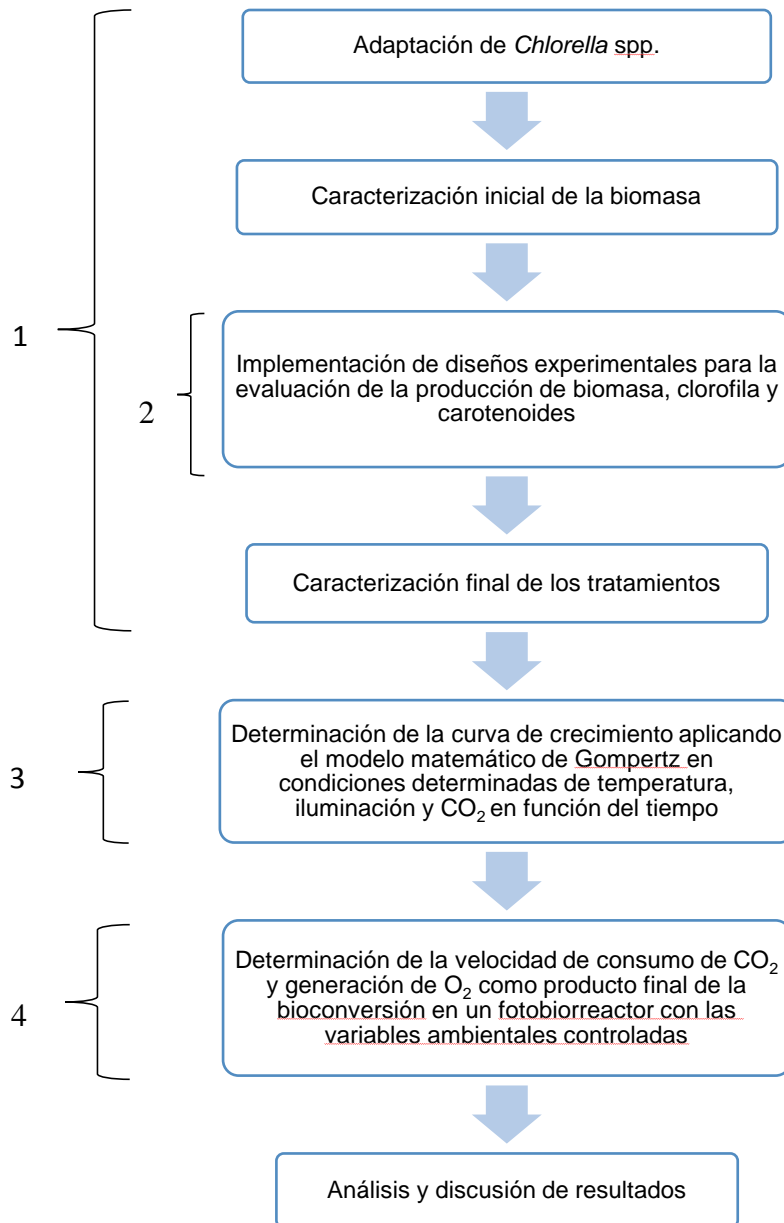 Adaptación de Chlorella spp.
Caracterización inicial de la biomasa
1
Implementación de diseños experimentales para la
evaluación de la producción de biomasa, clorofila y
carotenoides
2
Caracterización final de los tratamientos
Determinación de la curva de crecimiento aplicando
el modelo matemático de Gompertz en
condiciones determinadas de temperatura,
iluminación y CO₂ en función del tiempo
3
Determinación de la velocidad de consumo de CO₂
y generación de O₂ como producto final de la
bioconversión en un fotobiorreactor con las
variables ambientales controladas
4
Análisis y discusión de resultados